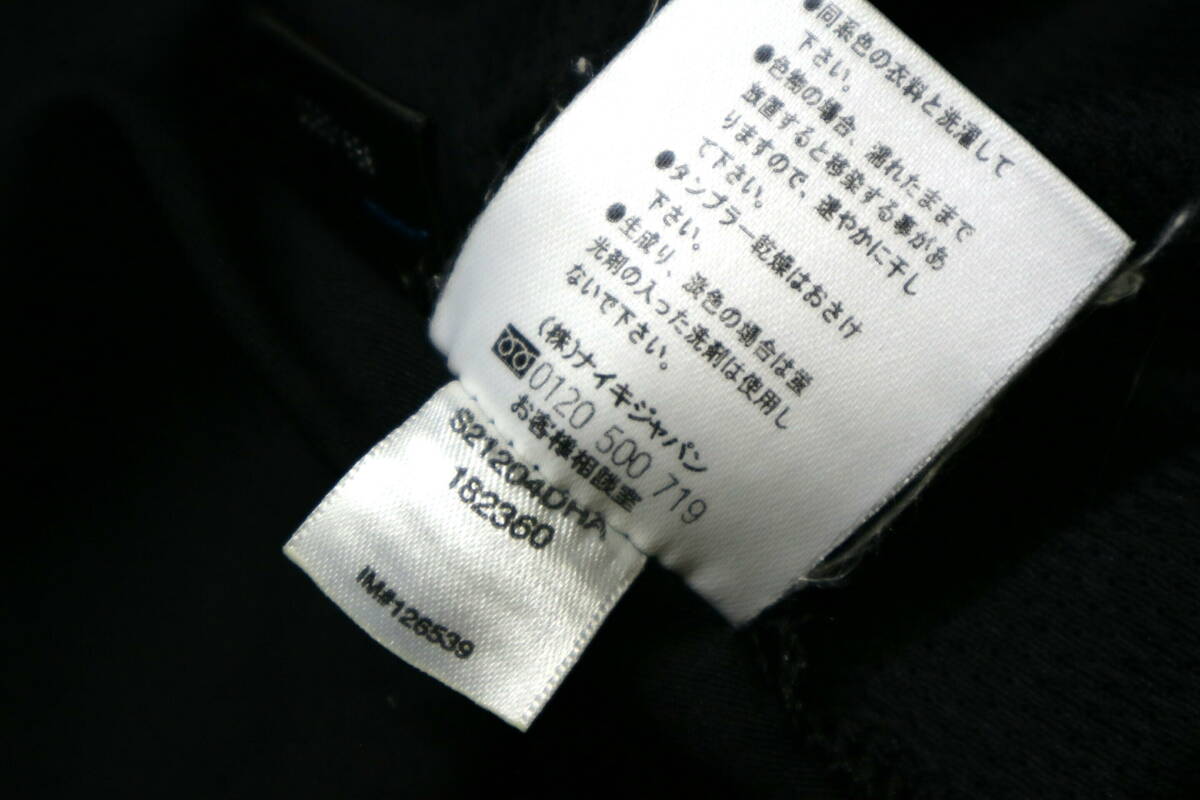 ●同系色の衣料と洗濯して
下さい。
●色物の場合、濡れたままで
放置すると移染する事があ
りますので、速やかに干し
て下さい。
●タンブラー乾燥はおさけ
下さい。
●生成り、淡色の場合は蛍
光剤の入った洗剤は使用し
ないで下さい。
(株)ナイキジャパン
0120 500 719
お客様相談室
S21204DHA
182360
IM#126539